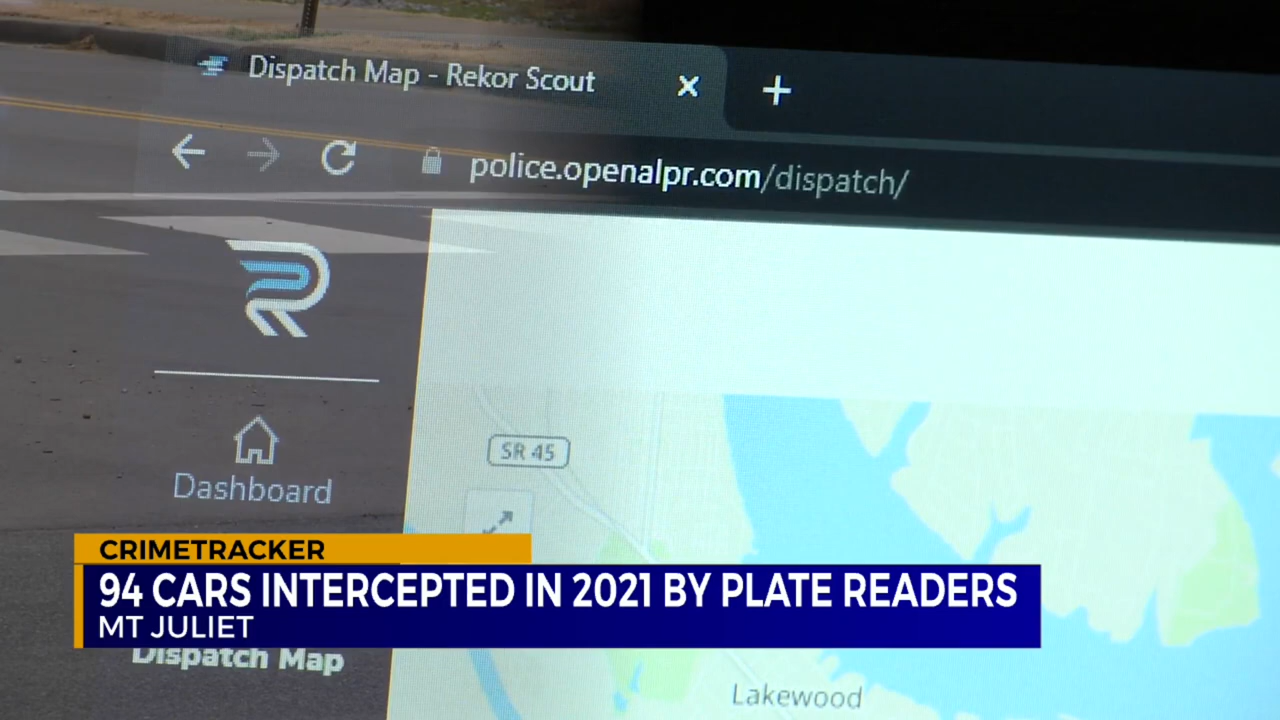 Dispatch Map - Rekor Scout
police.openalpr.com/dispatch/
SR 45
Dashboard
CRIMETRACKER
94 CARS INTERCEPTED IN 2021 BY PLATE READERS
MT JULIET
Dispatch Map
Lakewood